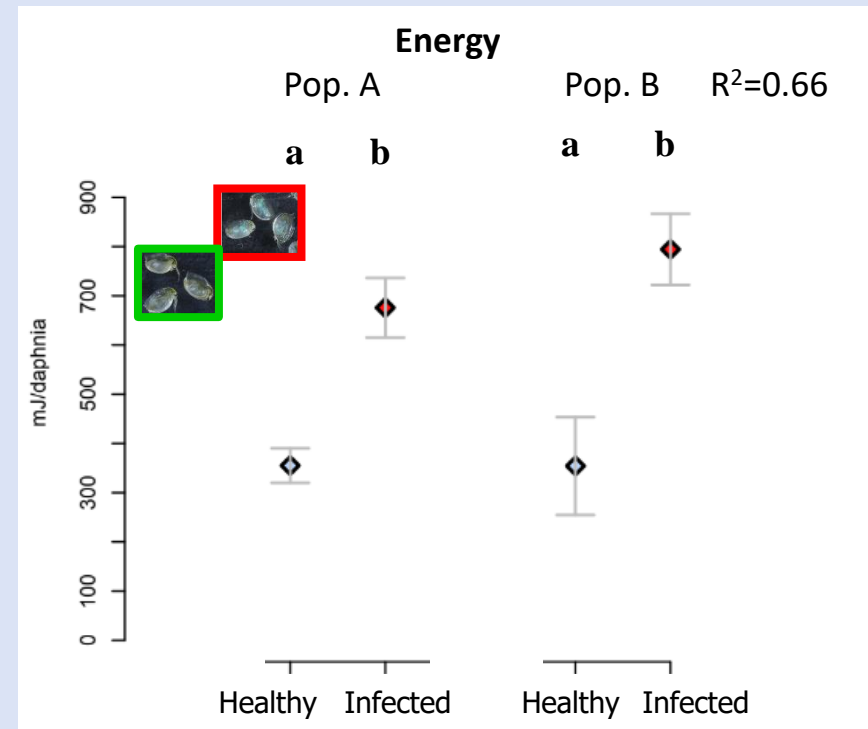 Energy
Pop. A Pop. B R²=0.66
a b a b
900
700
500
300
100
0
mJ/daphnia
Healthy Infected Healthy Infected